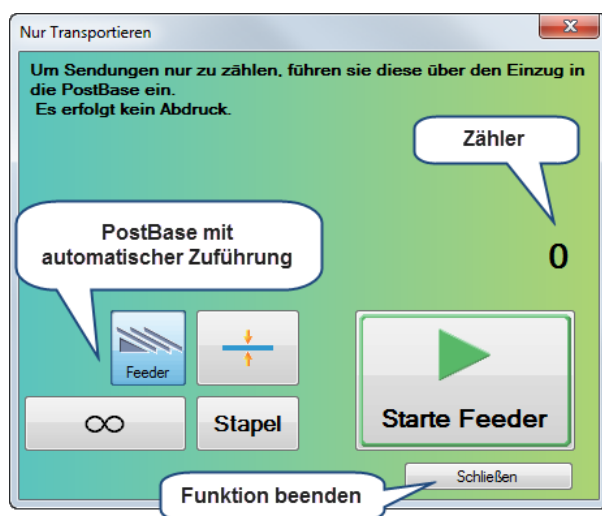 Nur Transportieren
Um Sendungen nur zu zählen, führen sie diese über den Einzug in
die PostBase ein.
Es erfolgt kein Abdruck.
Zähler
PostBase mit
automatischer Zuführung
0
Feeder
∞
Stapel
Starte Feeder
Schließen
Funktion beenden